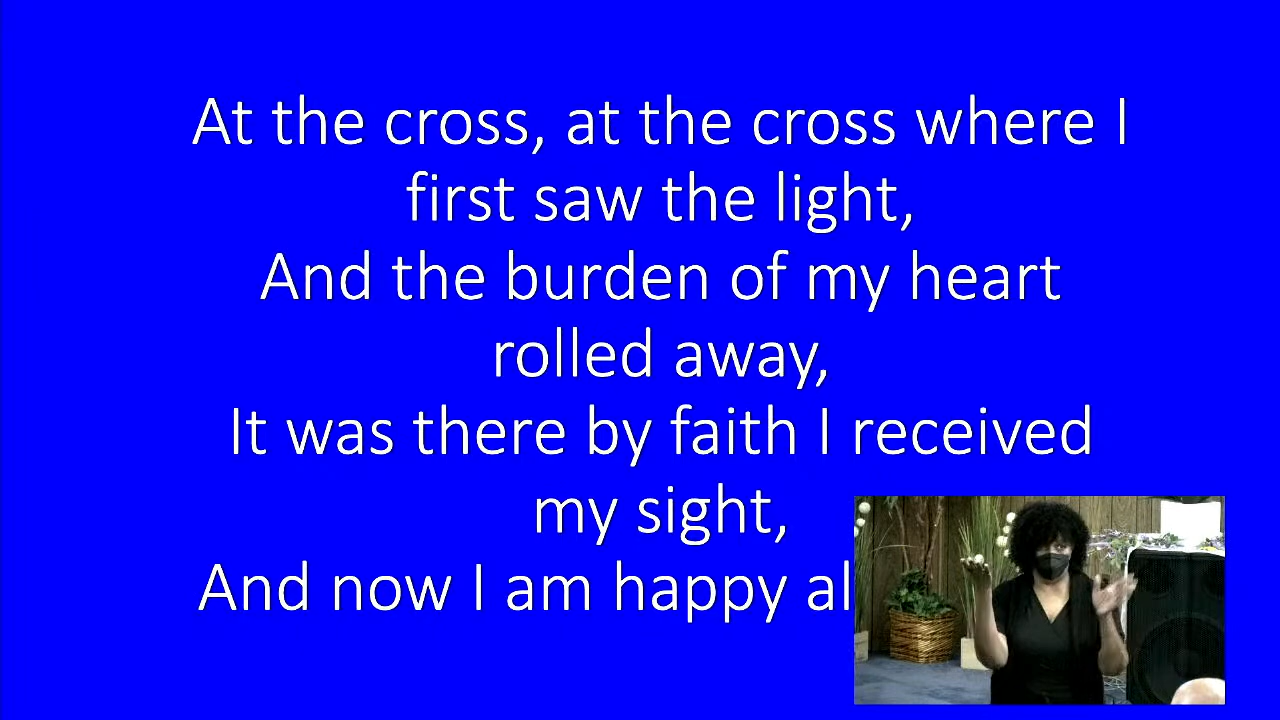 At the cross, at the cross where I
first saw the light,
And the burden of my heart
rolled away,
It was there by faith I received
my sight,
And now I am happy al